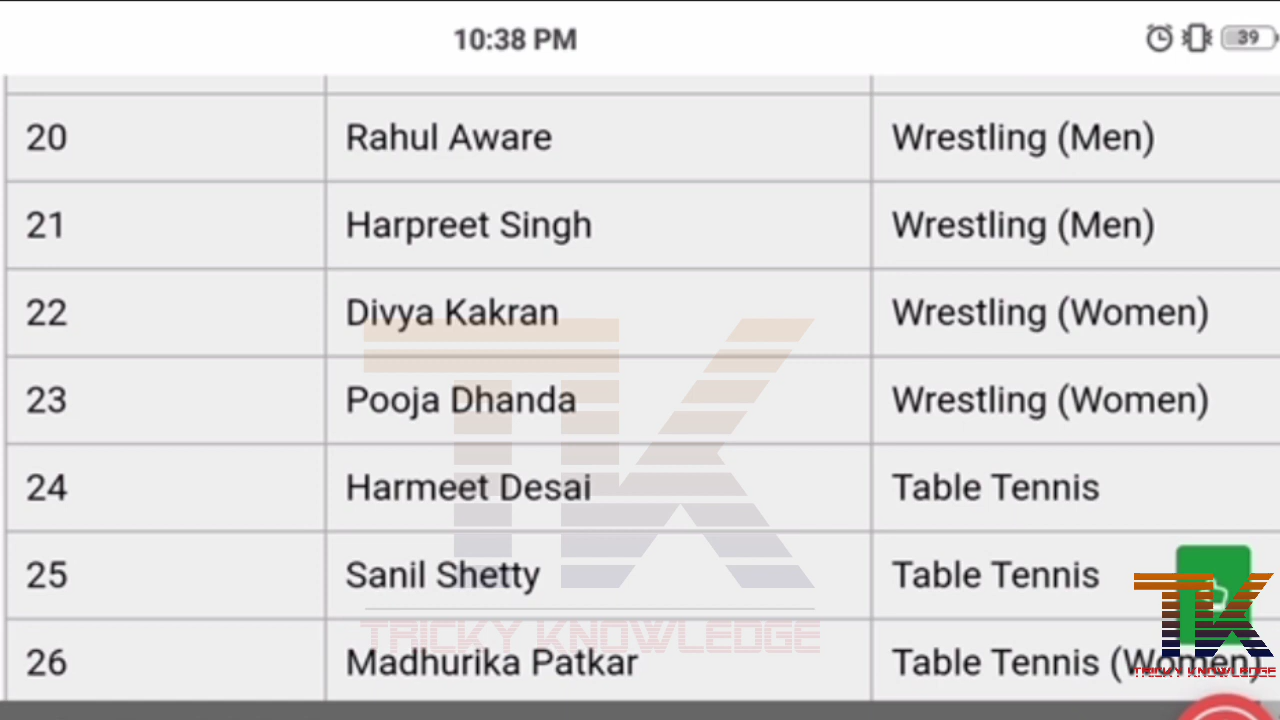 10:38 PM
39
20 Rahul Aware Wrestling (Men)
21 Harpreet Singh Wrestling (Men)
22 Divya Kakran Wrestling (Women)
23 Pooja Dhanda Wrestling (Women)
24 Harmeet Desai Table Tennis
25 Sanil Shetty Table Tennis
TK
TRICKY KNOWLEDGE
26 Madhurika Patkar Table Tennis (Women)
TK
TRICKY KNOWLEDGE